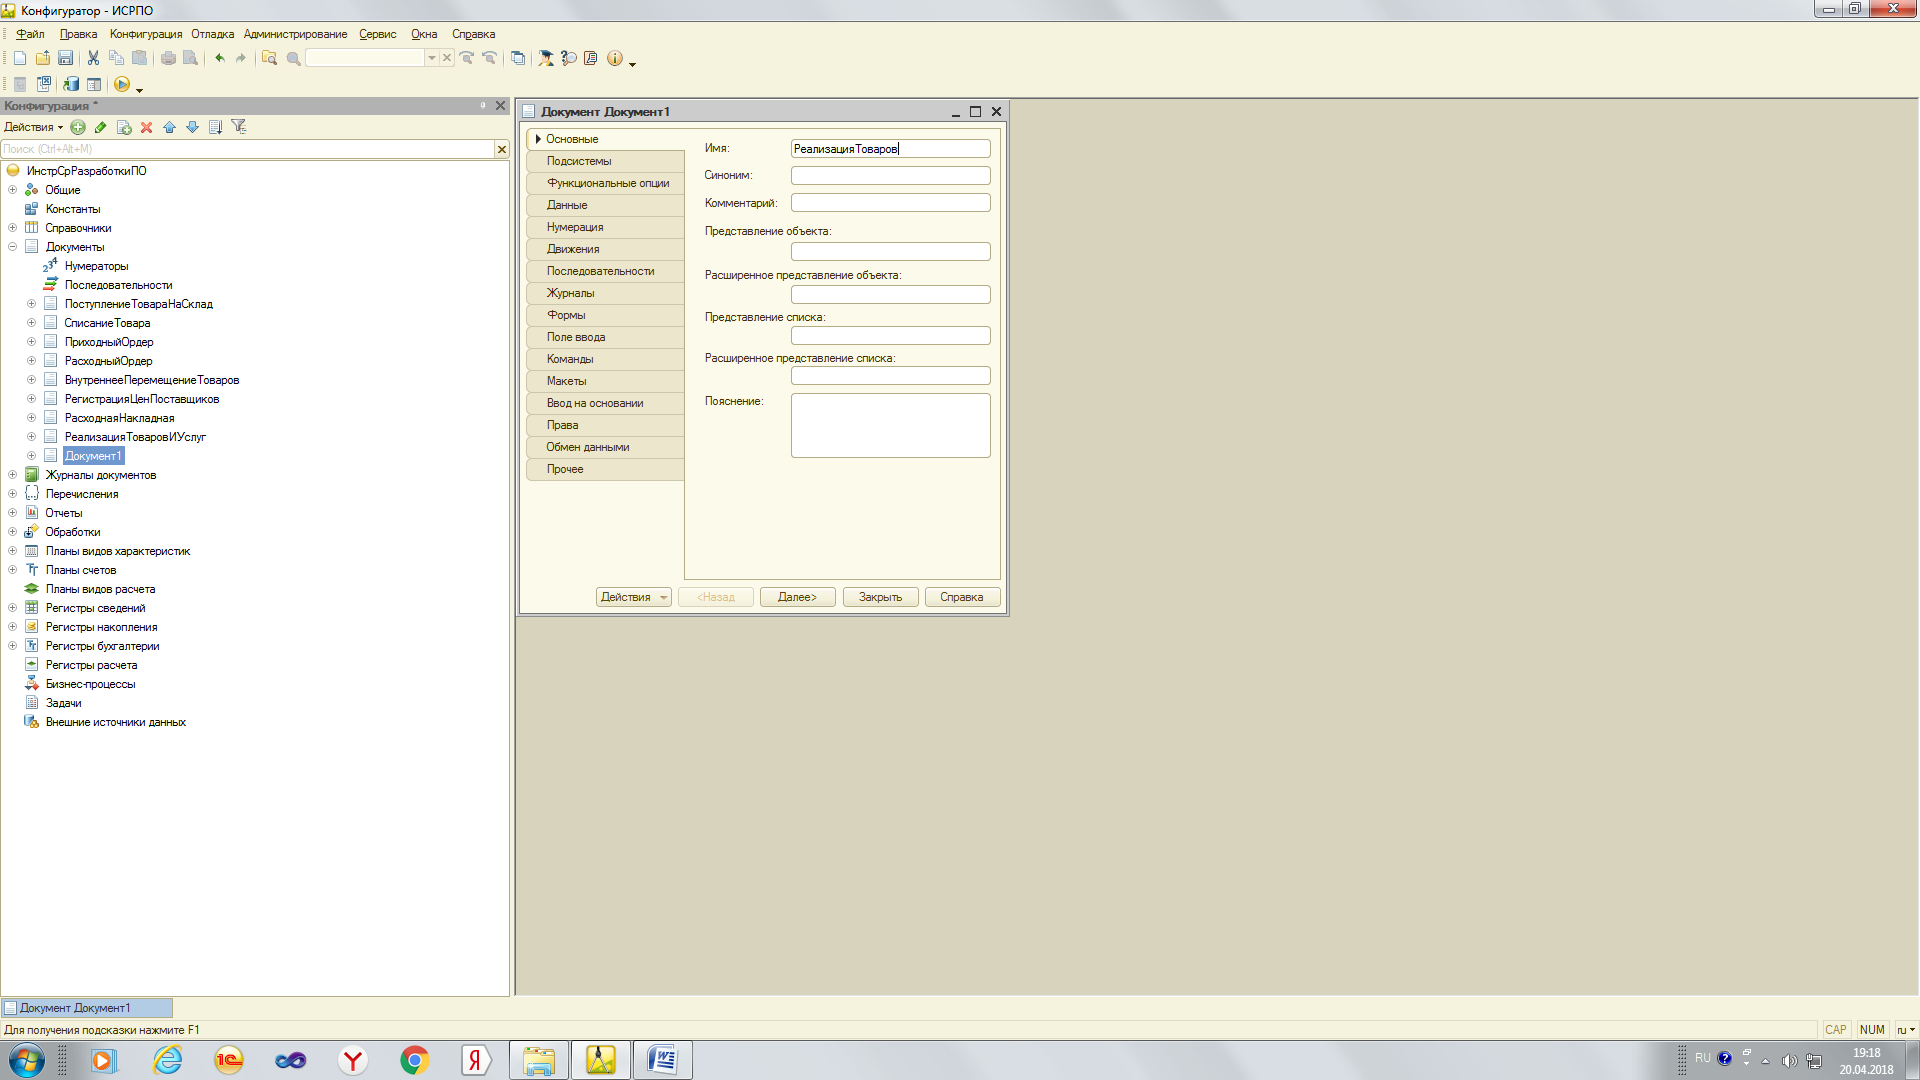 Конфигуратор - ИСРПО
Файл Правка Конфигурация Отладка Администрирование Сервис Окна Справка
Конфигурация *
Действия
Поиск (Ctrl+Alt+M)
ИнстрСрРазработкиПО
Общие
Константы
Справочники
Документы
Нумераторы
Последовательности
ПоступлениеТовараНаСклад
СписаниеТовара
ПриходныйОрдер
РасходныйОрдер
ВнутреннееПеремещениеТоваров
РегистрацияЦенПоставщиков
РасходнаяНакладная
РеализацияТоваровИУслуг
Документ1
Журналы документов
Перечисления
Отчеты
Обработки
Планы видов характеристик
Планы счетов
Планы видов расчета
Регистры сведений
Регистры накопления
Регистры бухгалтерии
Регистры расчета
Бизнес-процессы
Задачи
Внешние источники данных
Документ Документ1
Основные
Подсистемы
Функциональные опции
Данные
Нумерация
Движения
Последовательности
Журналы
Формы
Поле ввода
Команды
Макеты
Ввод на основании
Права
Обмен данными
Прочее
Имя: РеализацияТоваров
Синоним:
Комментарий:
Представление объекта:
Расширенное представление объекта:
Представление списка:
Расширенное представление списка:
Пояснение:
Действия <Назад Далее> Закрыть Справка
Документ Документ1
Для получения подсказки нажмите F1
CAP NUM ru
RU
19:18
20.04.2018